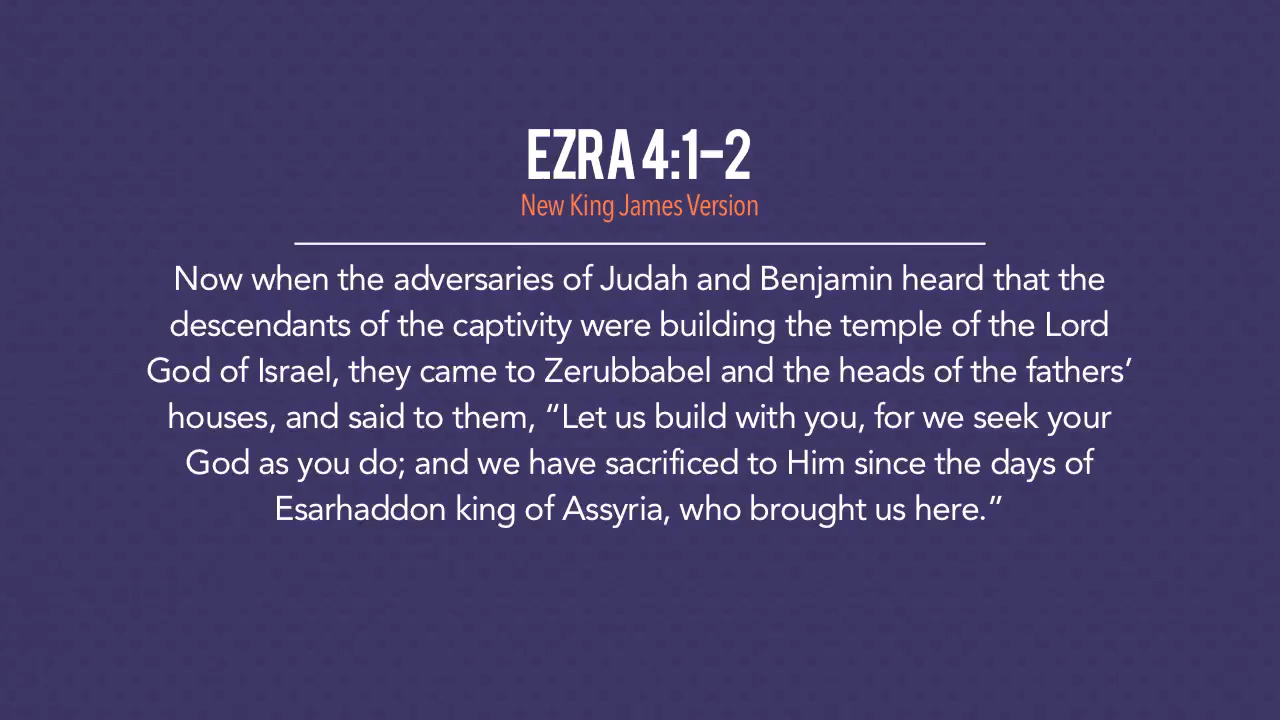 EZRA 4:1–2
New King James Version
Now when the adversaries of Judah and Benjamin heard that the
descendants of the captivity were building the temple of the Lord
God of Israel, they came to Zerubbabel and the heads of the fathers’
houses, and said to them, “Let us build with you, for we seek your
God as you do; and we have sacrificed to Him since the days of
Esarhaddon king of Assyria, who brought us here.”